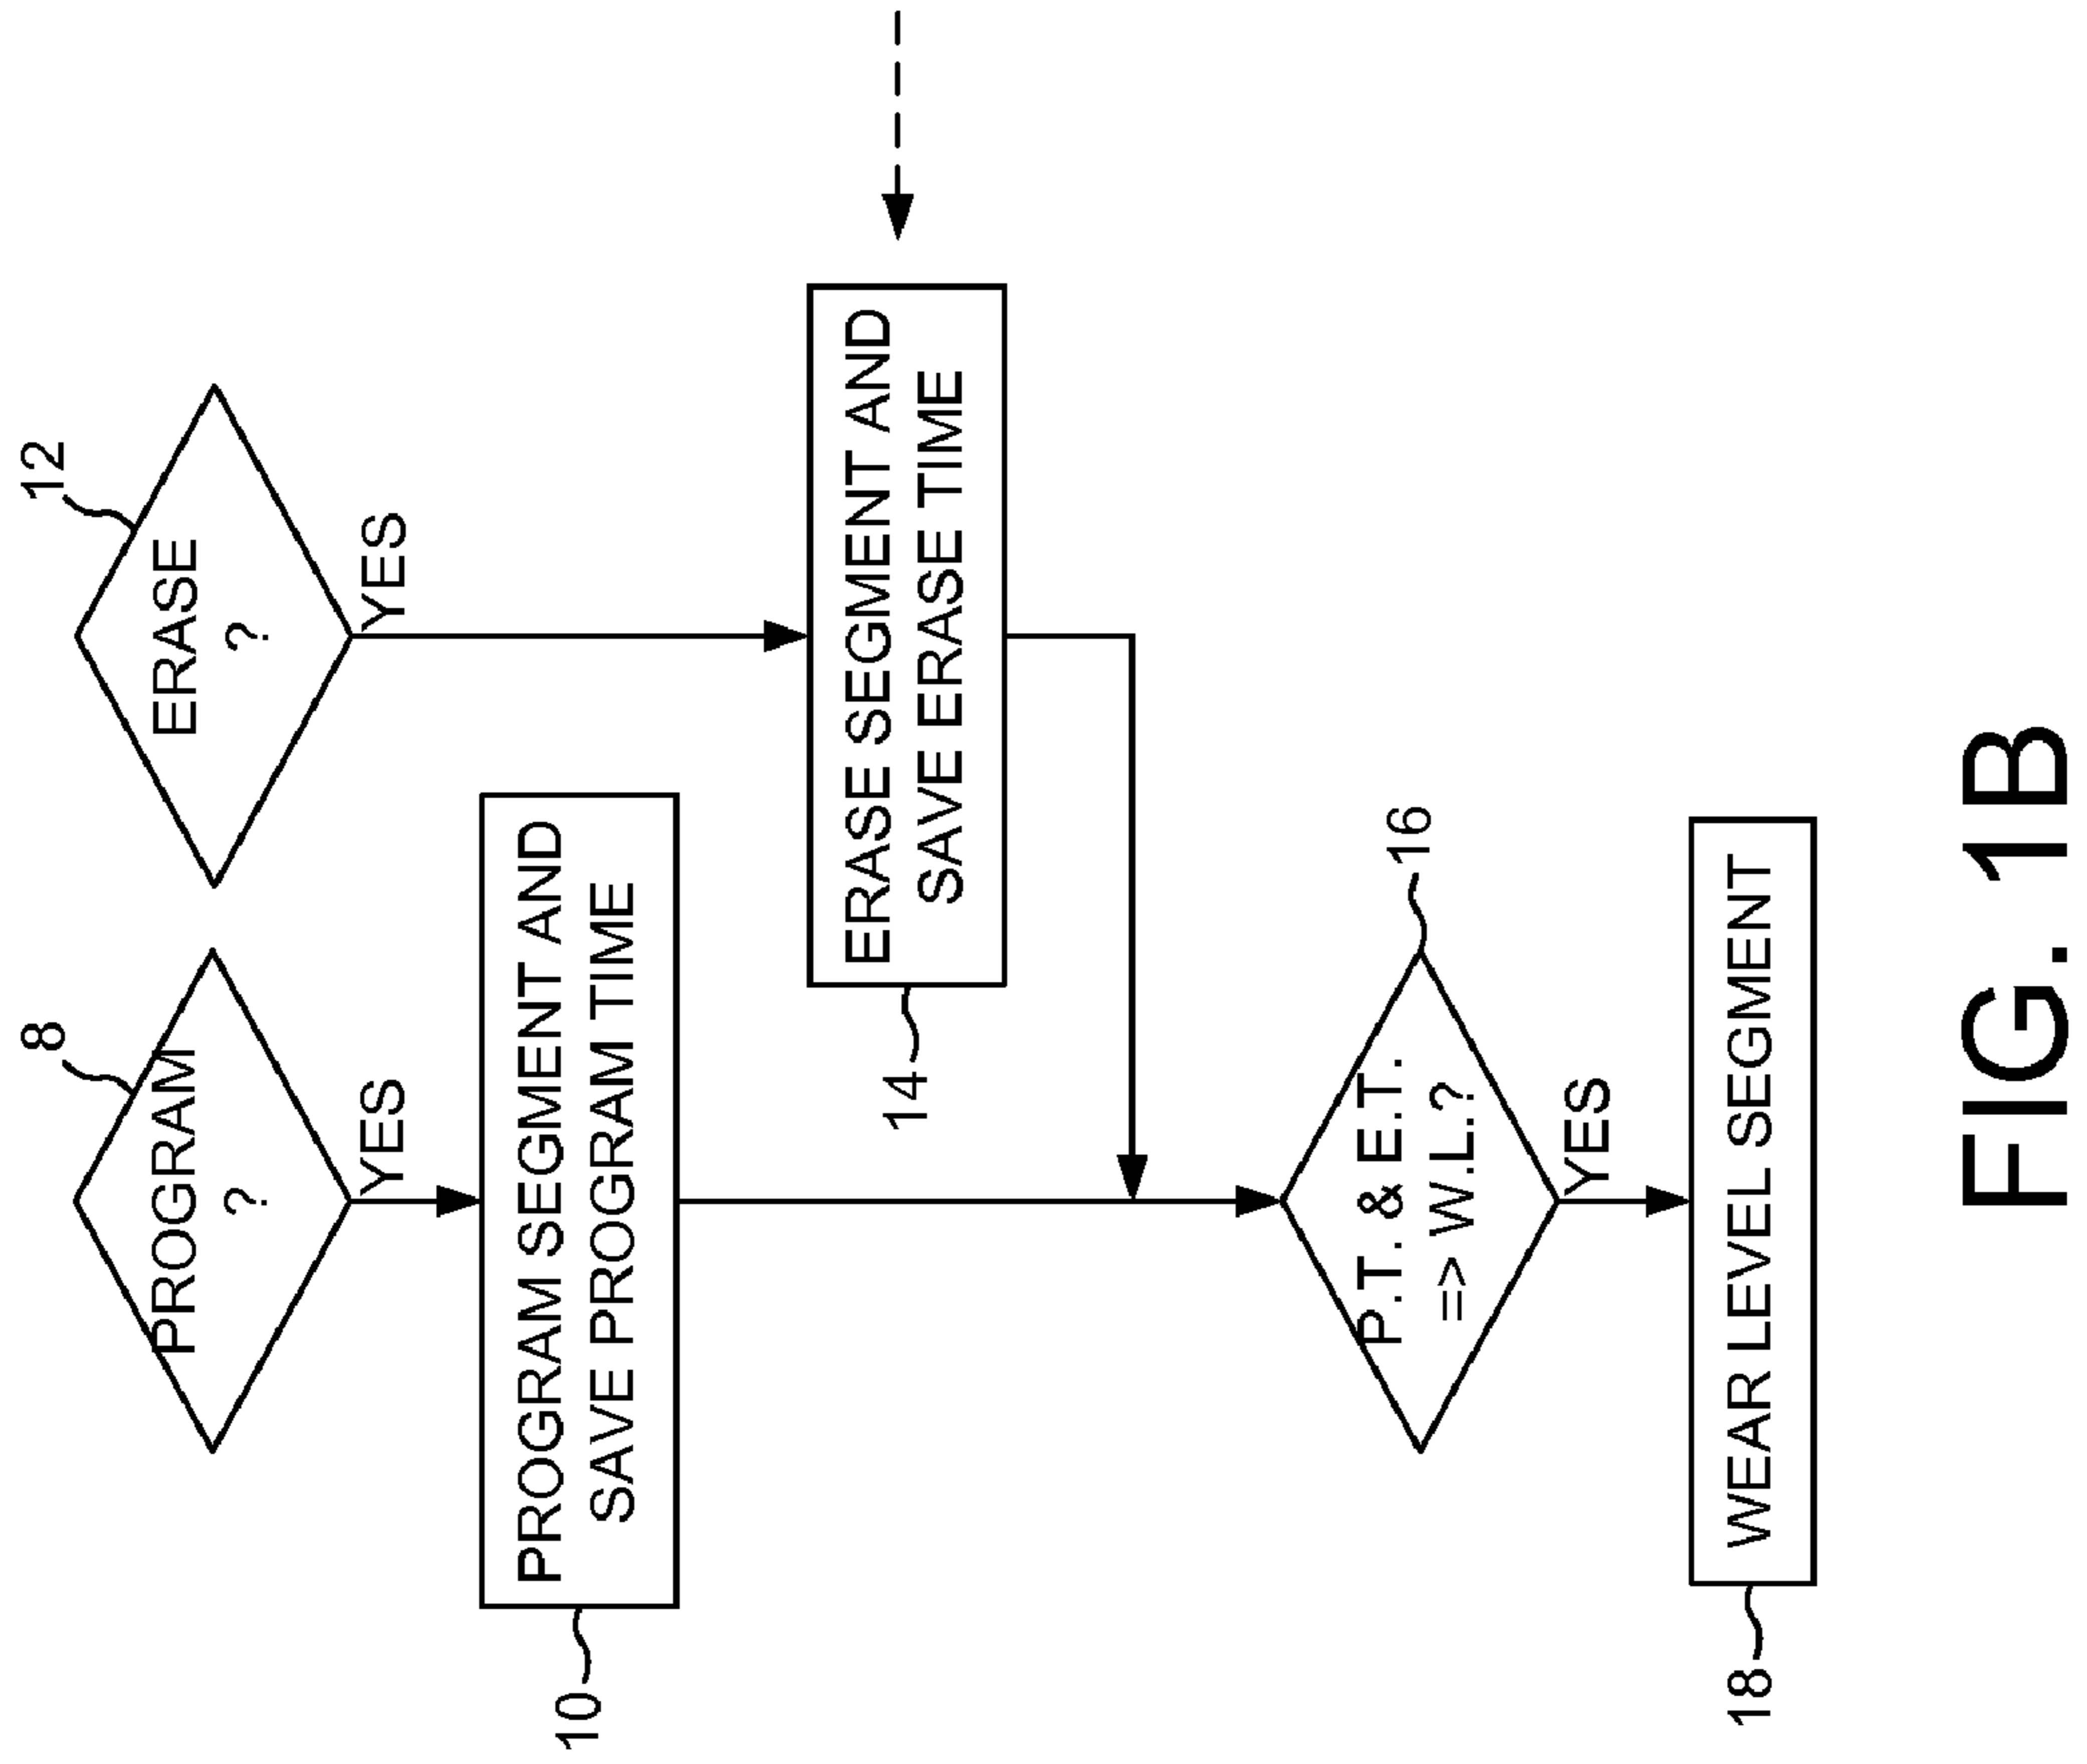 8
PROGRAM
?
YES
10
PROGRAM SEGMENT AND
SAVE PROGRAM TIME
12
ERASE
?
YES
14
ERASE SEGMENT AND
SAVE ERASE TIME
16
P.T. & E.T.
=> W.L.?
YES
18
WEAR LEVEL SEGMENT
FIG. 1B